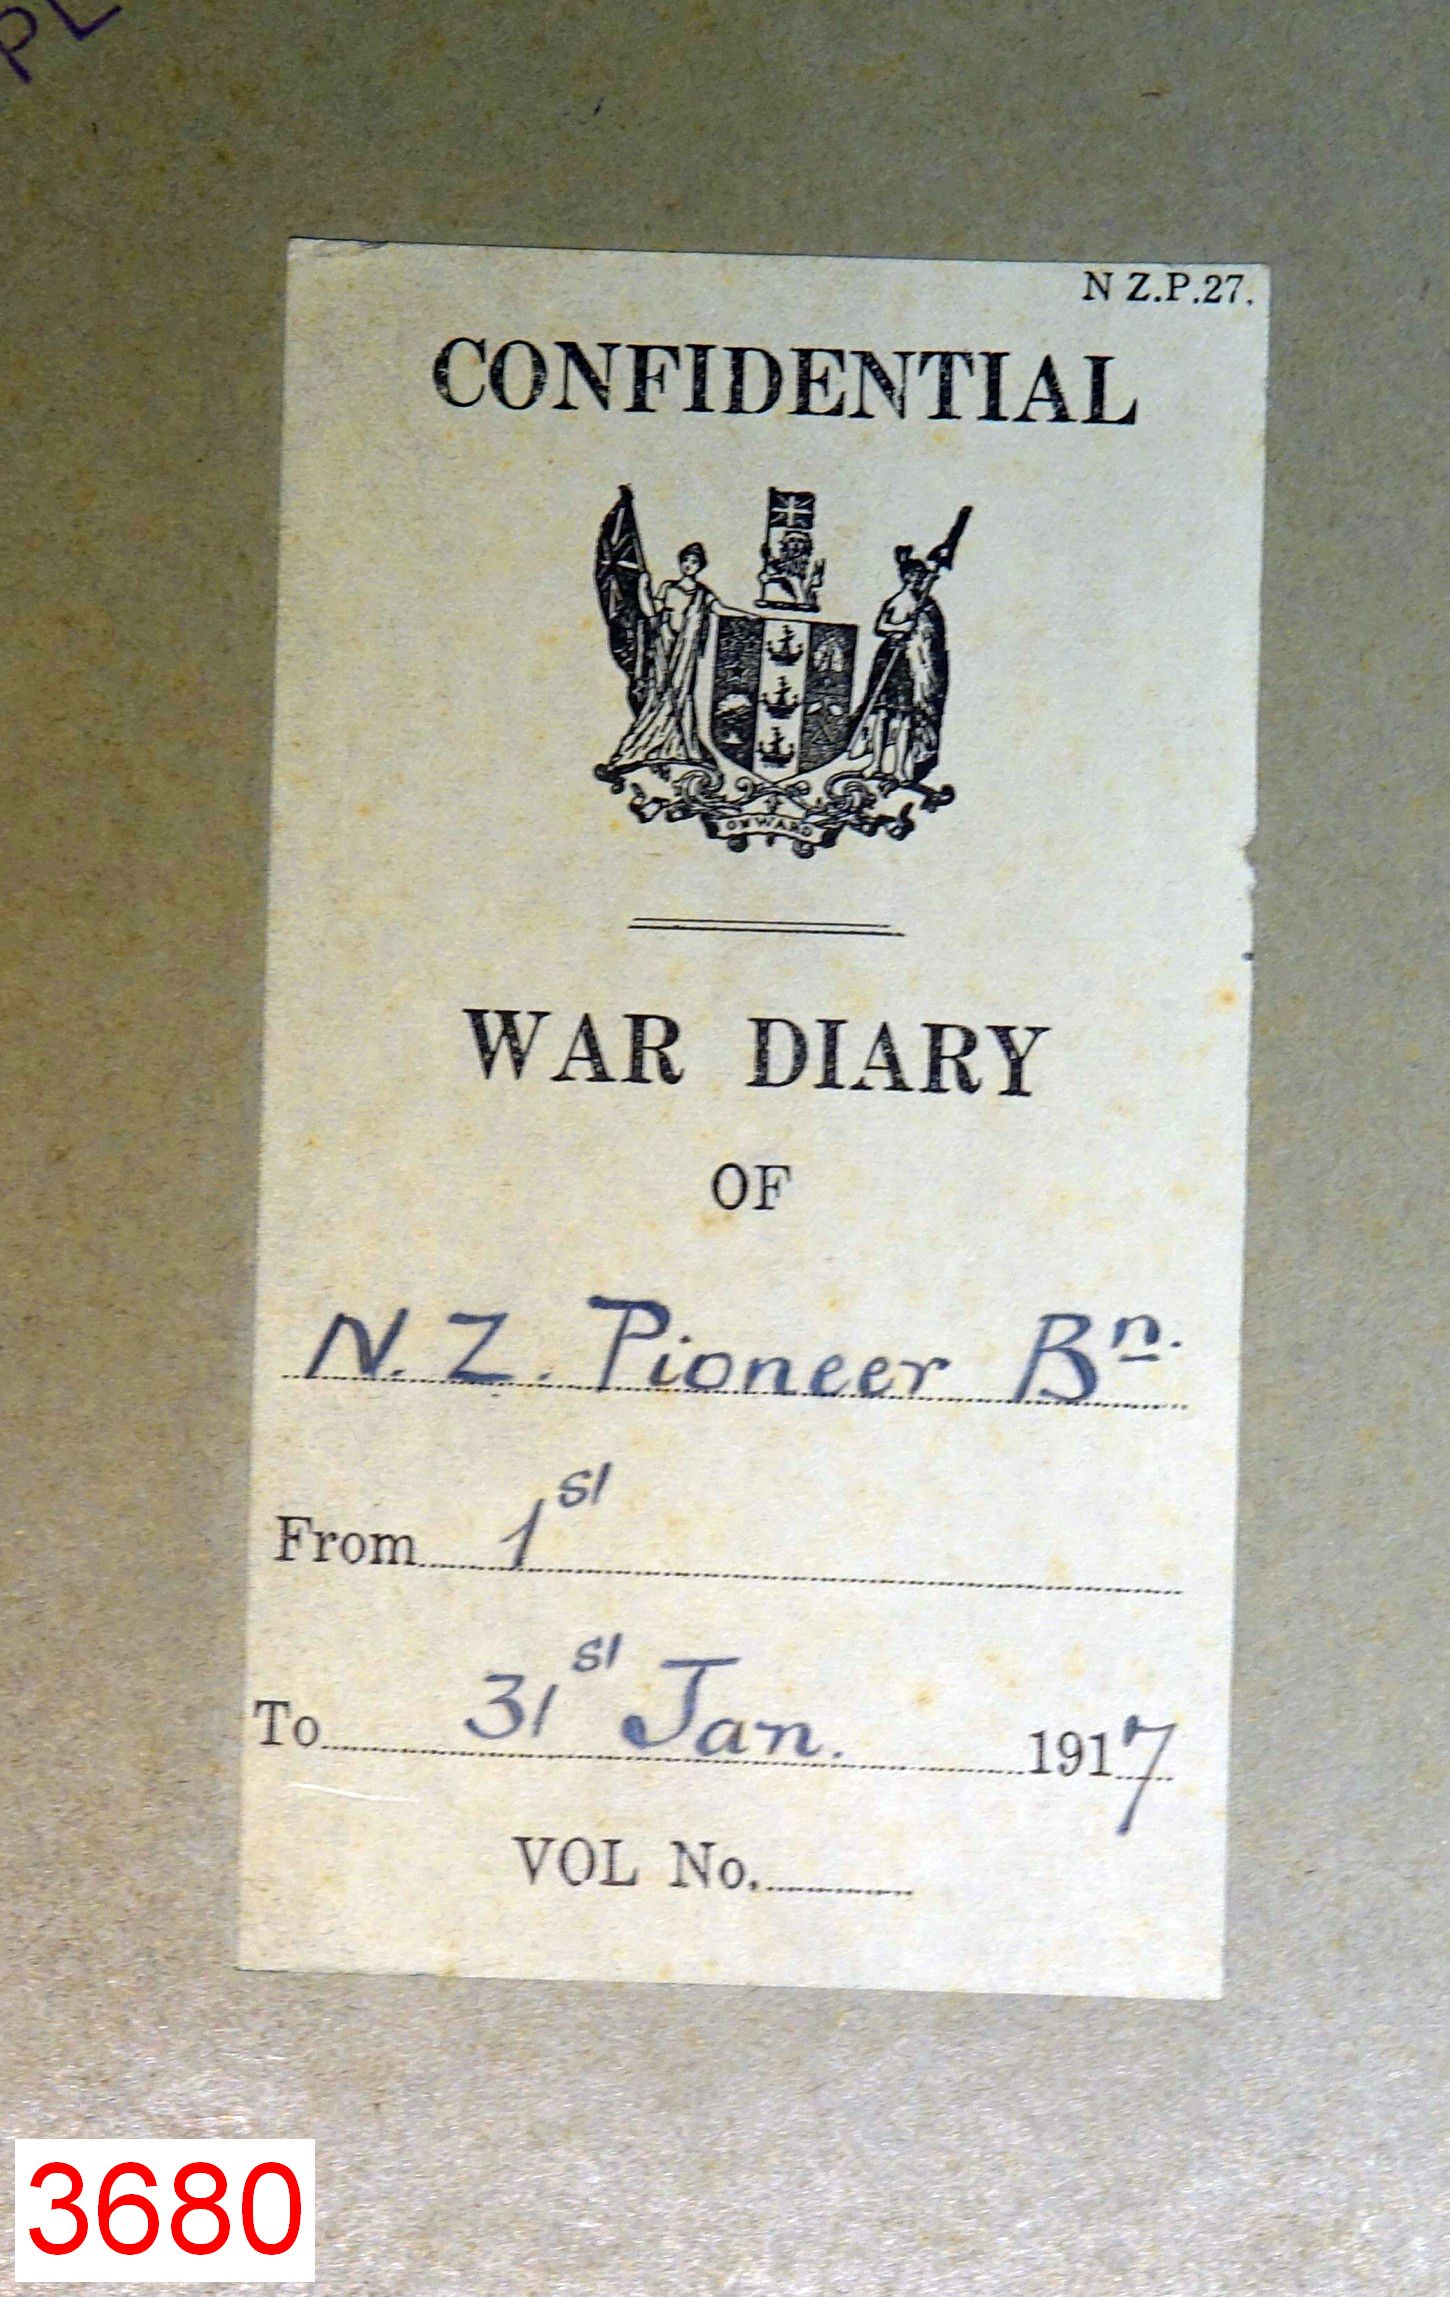 PL
N Z.P.27.
CONFIDENTIAL
ONWARD
WAR DIARY
OF
N. Z. Pioneer Bn.
From 1st
To 31st Jan. 1917
VOL No.
3680